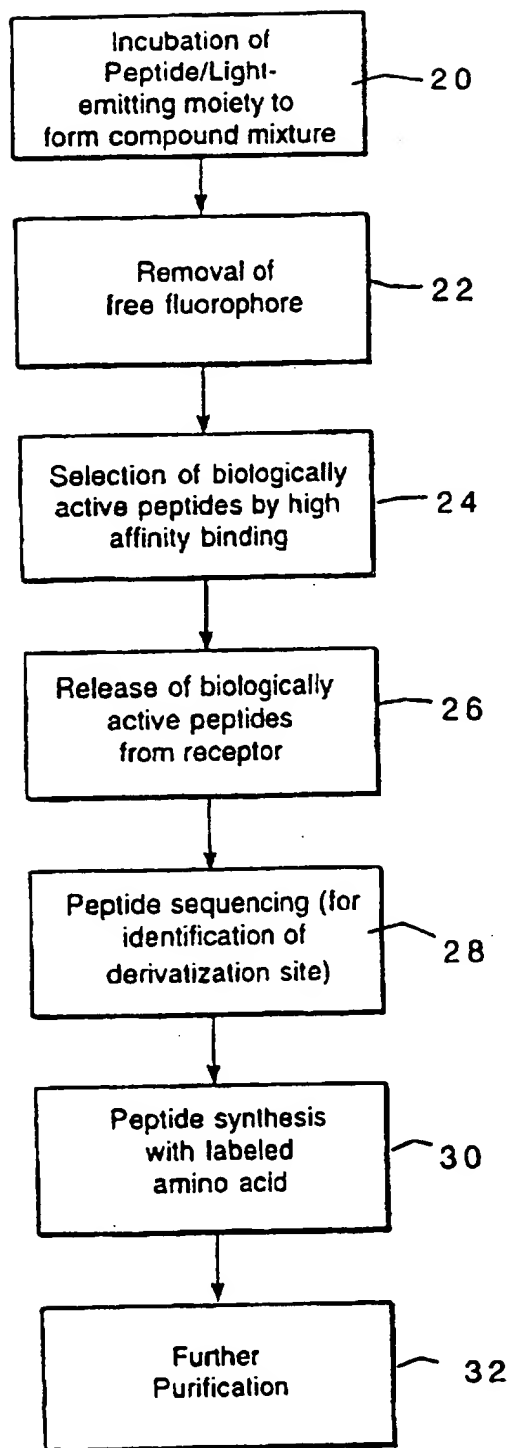 Incubation of
Peptide/Light-
emitting moiety to
form compound mixture
20
Removal of
free fluorophore
22
Selection of biologically
active peptides by high
affinity binding
24
Release of biologically
active peptides
from receptor
26
Peptide sequencing (for
identification of
derivatization site)
28
Peptide synthesis
with labeled
amino acid
30
Further
Purification
32